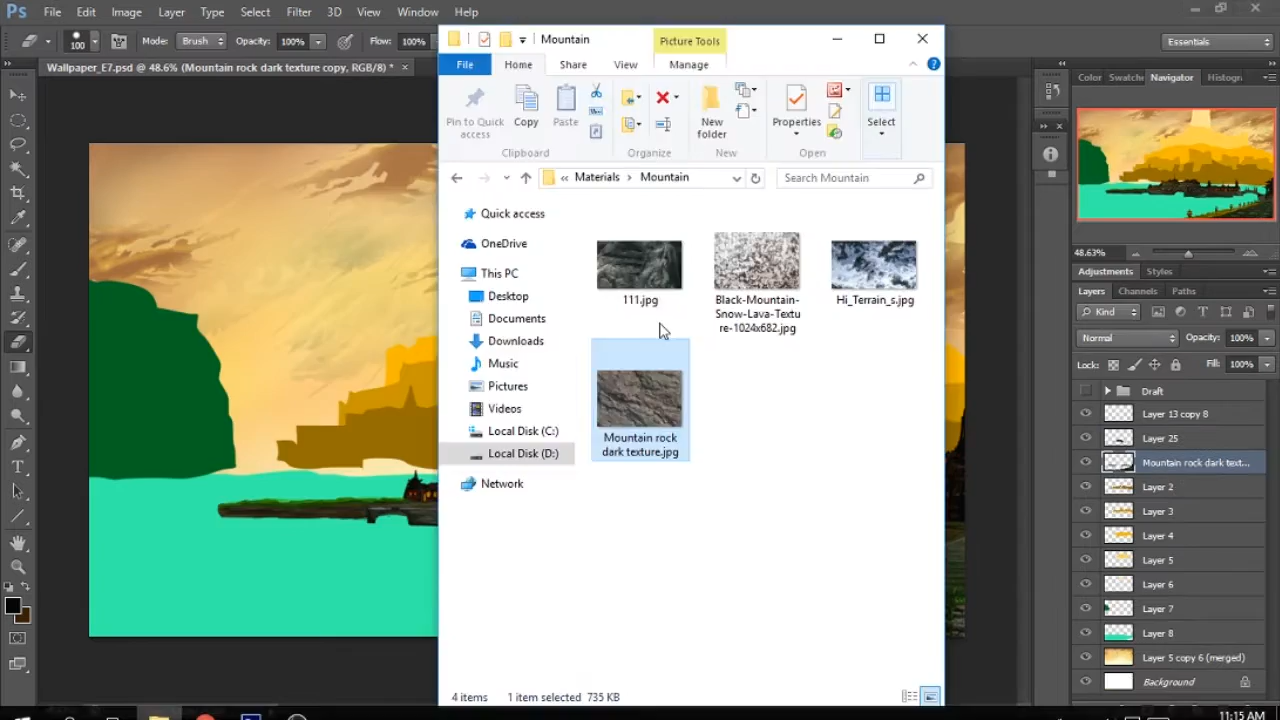 Ps File Edit Image Layer Type Select Filter 3D View Window Help
100 Mode: Brush Opacity: 100% Flow: 100% Essentials
Wallpaper_E7.psd @ 48.6% (Mountain rock dark texture copy, RGB/8) * ×
Mountain
Picture Tools
File Home Share View Manage
Pin to Quick access
Copy
Paste
New folder
Properties
Select
Clipboard Organize New Open
« Materials › Mountain
Search Mountain
Quick access
OneDrive
This PC
Desktop
Documents
Downloads
Music
Pictures
Videos
Local Disk (C:)
Local Disk (D:)
Network
111.jpg
Black-Mountain-
Snow-Lava-Textu
re-1024x682.jpg
Hi_Terrain_s.jpg
Mountain rock
dark texture.jpg
4 items 1 item selected 735 KB
Color Swatche Navigator Histogra
48.63%
Adjustments Styles
Layers Channels Paths
Kind
Normal Opacity: 100%
Lock: Fill: 100%
Draft
Layer 13 copy 8
Layer 25
Mountain rock dark text...
Layer 2
Layer 3
Layer 4
Layer 5
Layer 6
Layer 7
Layer 8
Layer 5 copy 6 (merged)
Background
11:15 AM